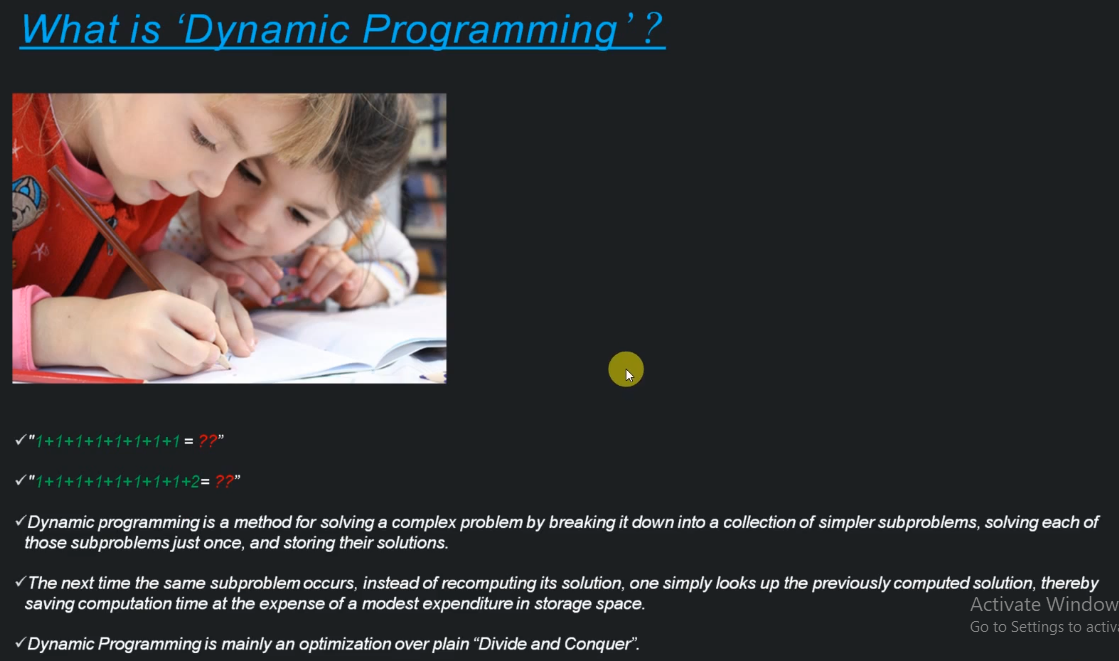 What is ‘Dynamic Programming’ ?
✓"1+1+1+1+1+1+1+1 = ??”
✓"1+1+1+1+1+1+1+1+2= ??”
✓Dynamic programming is a method for solving a complex problem by breaking it down into a collection of simpler subproblems, solving each of
those subproblems just once, and storing their solutions.
✓The next time the same subproblem occurs, instead of recomputing its solution, one simply looks up the previously computed solution, thereby
saving computation time at the expense of a modest expenditure in storage space.
Activate Window
Go to Settings to activa
✓Dynamic Programming is mainly an optimization over plain “Divide and Conquer”.